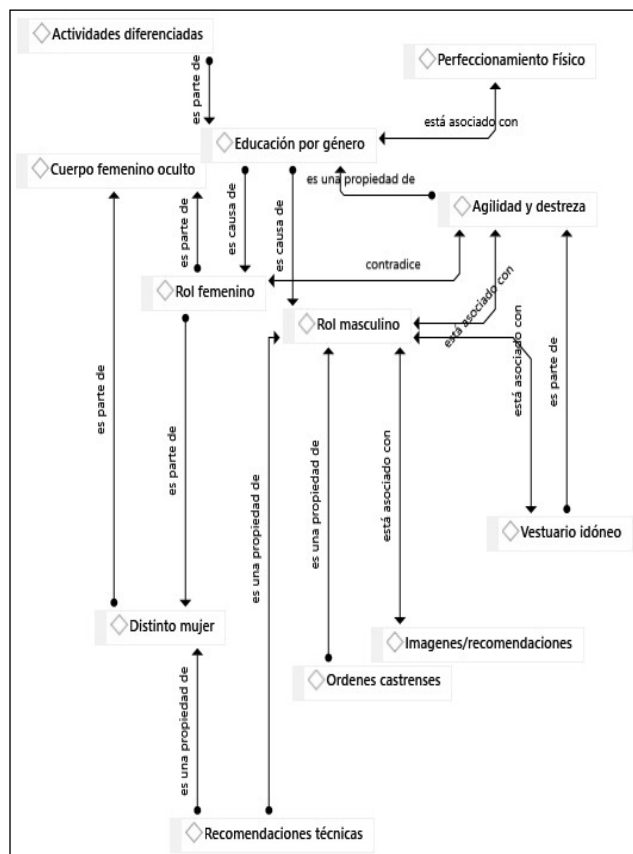 Actividades diferenciadas
es parte de
Perfeccionamiento Físico
está asociado con
Educación por género
Cuerpo femenino oculto
es una propiedad de
Agilidad y destreza
es parte de
es causa de
es causa de
contradice
Rol femenino
Rol masculino
está asociado con
está asociado con
es parte de
es parte de
es parte de
es una propiedad de
es una propiedad de
está asociado con
Vestuario idóneo
Distinto mujer
Imagenes/recomendaciones
Ordenes castrenses
es una propiedad de
Recomendaciones técnicas